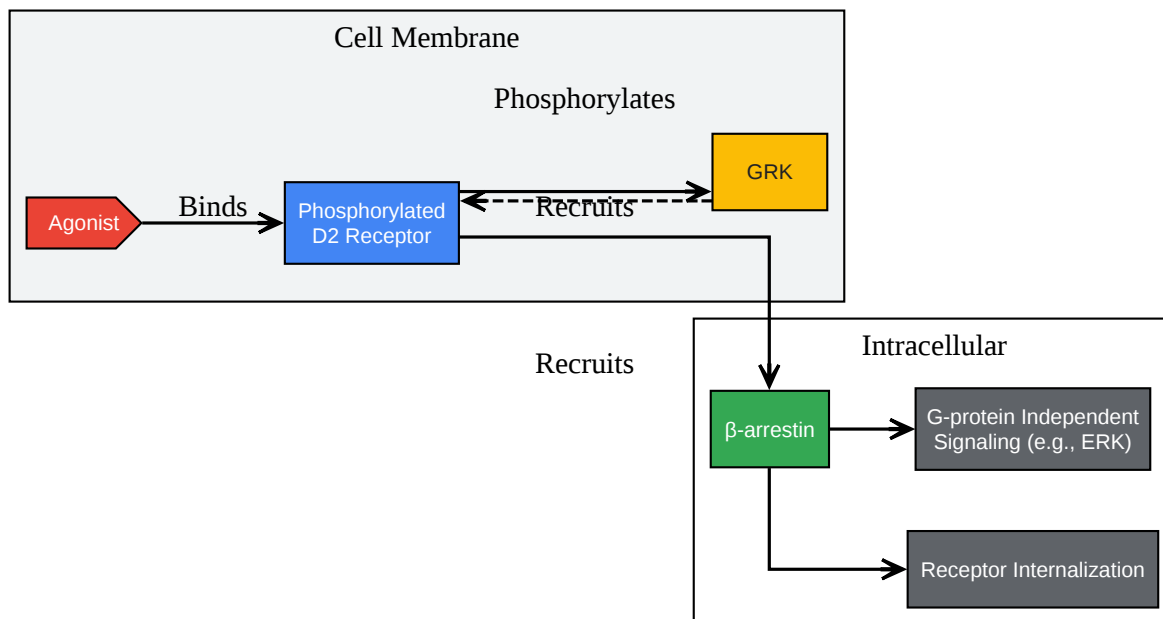 Cell Membrane
Phosphorylates
GRK
Agonist
Binds
Phosphorylated
D2 Receptor
Recruits
Recruits
Intracellular
β-arrestin
G-protein Independent
Signaling (e.g., ERK)
Receptor Internalization